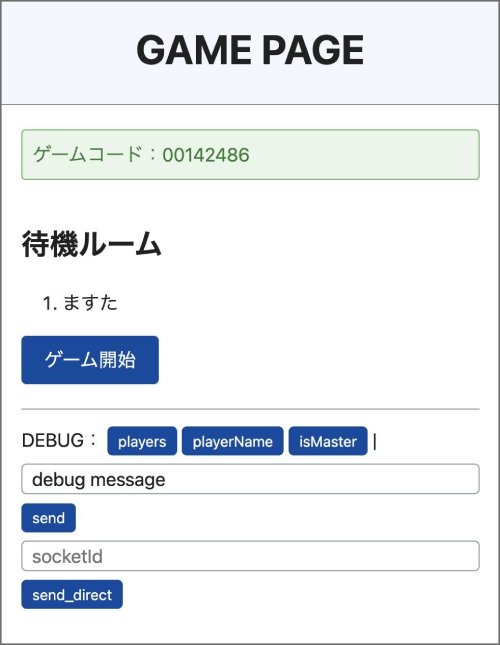 GAME PAGE
ゲームコード：00142486
待機ルーム
1. ますた
ゲーム開始
DEBUG： players playerName isMaster |
debug message
send
socketId
send_direct